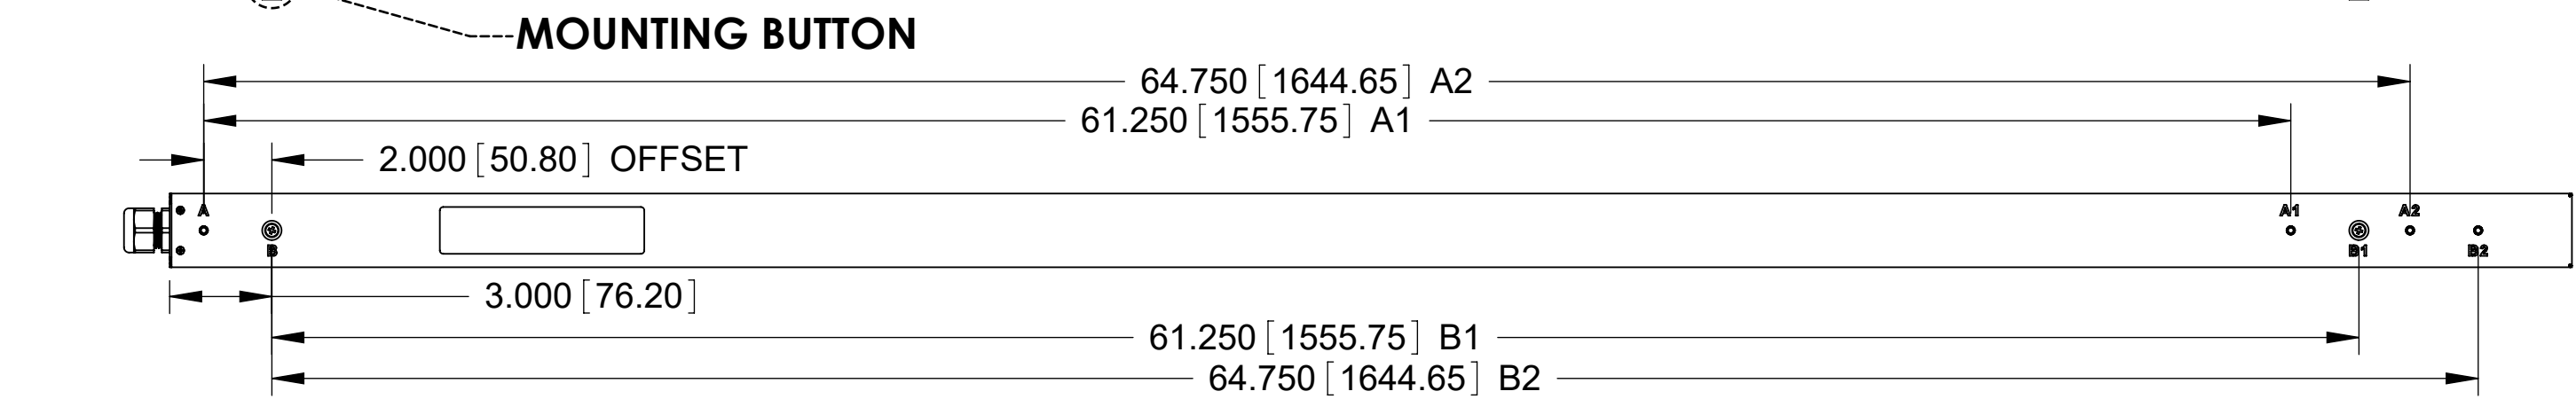 MOUNTING BUTTON
64.750 [1644.65] A2
61.250 [1555.75] A1
2.000 [50.80] OFFSET
A A1 A2
B B1 B2
3.000 [76.20]
61.250 [1555.75] B1
64.750 [1644.65] B2